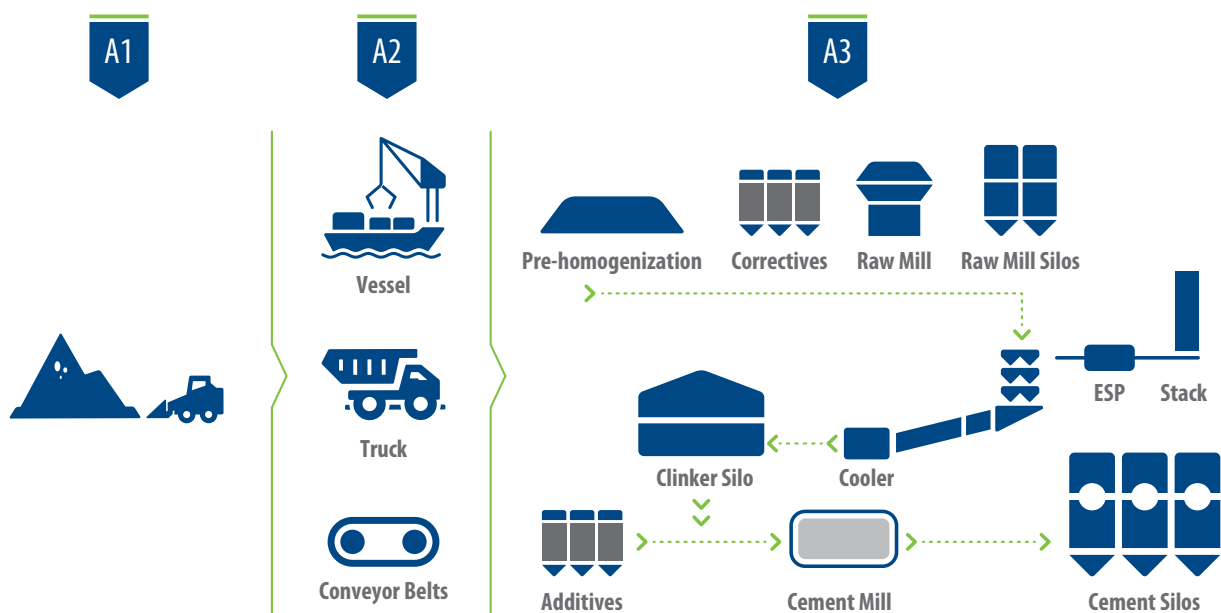 A1
A2
A3
Vessel
Truck
Conveyor Belts
Pre-homogenization
Correctives
Raw Mill
Raw Mill Silos
ESP
Stack
Clinker Silo
Cooler
Additives
Cement Mill
Cement Silos